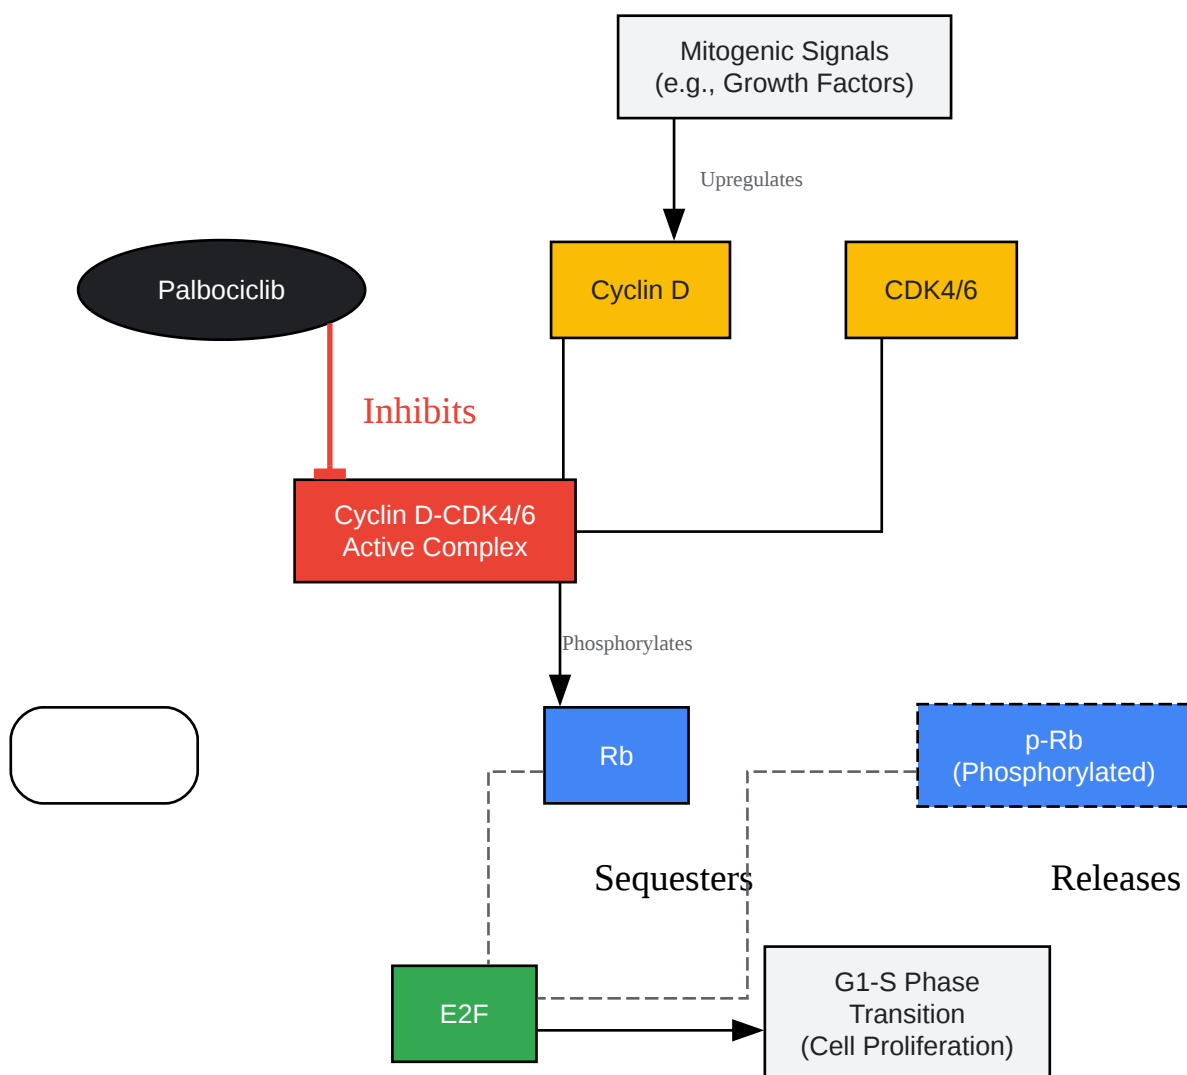 Mitogenic Signals
(e.g., Growth Factors)
Upregulates
Palbociclib
Cyclin D
CDK4/6
Inhibits
Cyclin D-CDK4/6
Active Complex
Phosphorylates
Rb
p-Rb
(Phosphorylated)
Sequesters
Releases
E2F
G1-S Phase
Transition
(Cell Proliferation)